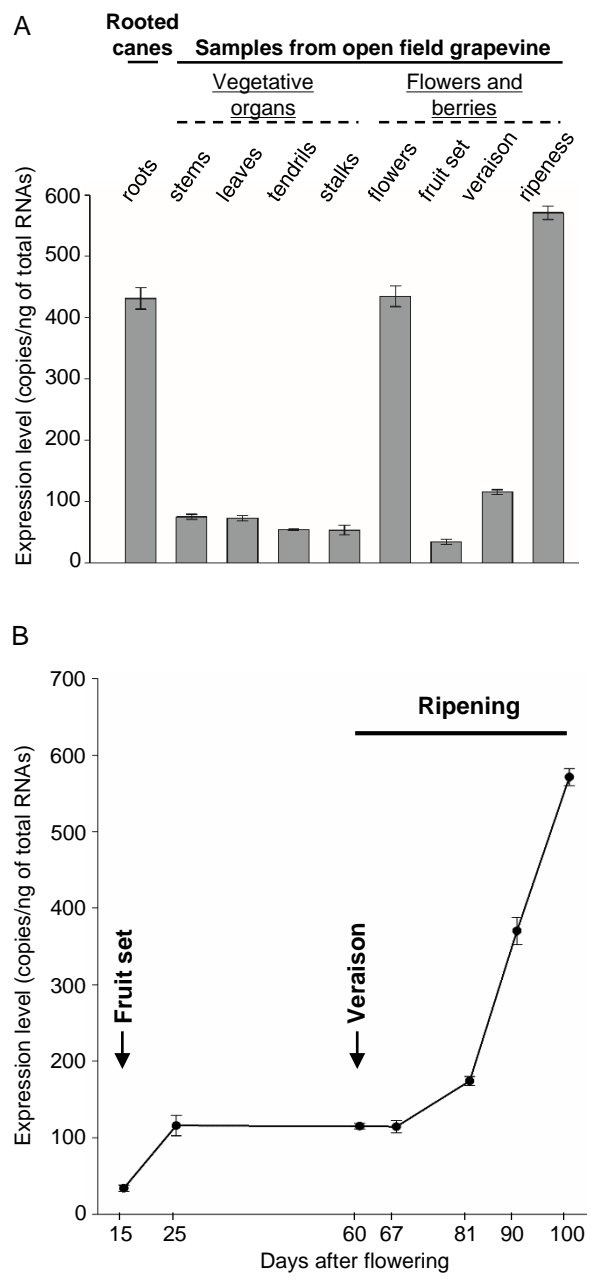 A
Rooted
canes
Samples from open field grapevine
Vegetative
organs
Flowers and
berries
roots
stems
leaves
tendrils
stalks
flowers
fruit set
veraison
ripeness
Expression level (copies/ng of total RNAs)
600
500
400
300
200
100
0
B
Expression level (copies/ng of total RNAs)
700
600
500
400
300
200
100
0
Ripening
Fruit set
Veraison
15 25 60 67 81 90 100
Days after flowering